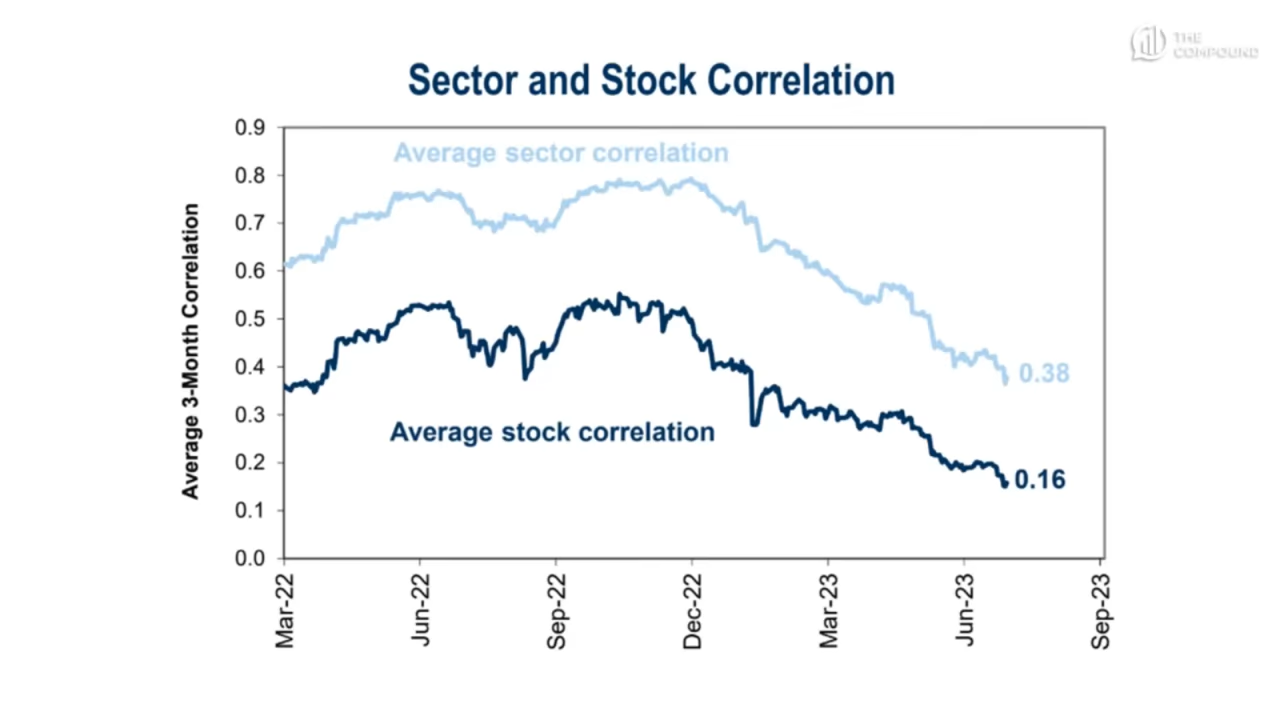 THE
COMPOUND
Sector and Stock Correlation
Average 3-Month Correlation
0.9
0.8
0.7
0.6
0.5
0.4
0.3
0.2
0.1
0.0
Average sector correlation
0.38
Average stock correlation
0.16
Mar-22
Jun-22
Sep-22
Dec-22
Mar-23
Jun-23
Sep-23